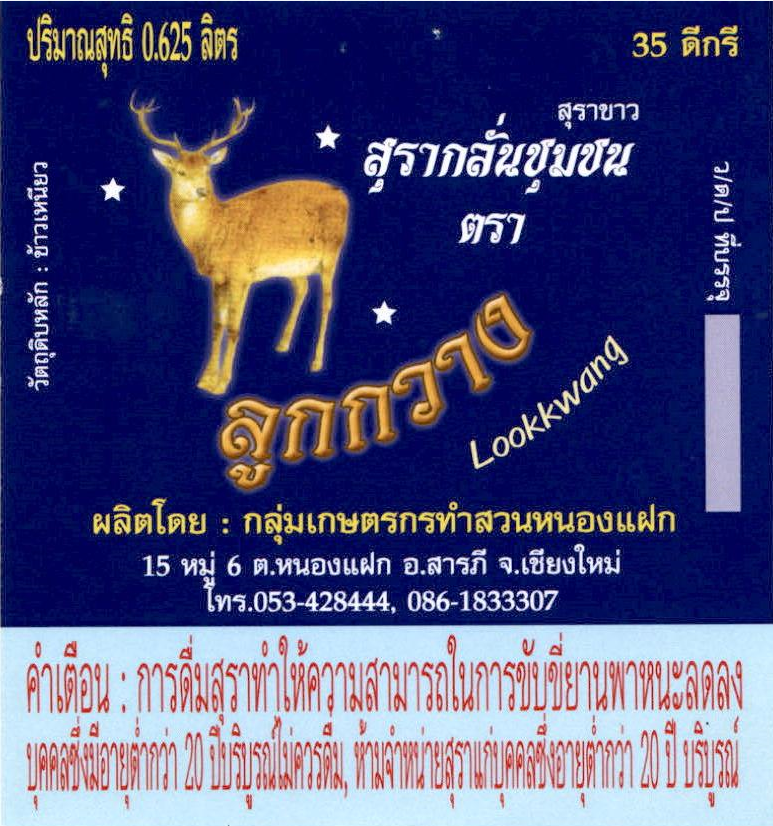 ปริมาณสุทธิ 0.625 ลิตร
35 ดีกรี
สุราขาว
สุรากลั่นชุมชน
ตรา
วัตถุดิบหลัก : ข้าวเหนียว
ว/ด/ป ที่บรรจุ
ลูกกวาง
Lookkwang
ผลิตโดย : กลุ่มเกษตรกรทำสวนหนองแฝก
15 หมู่ 6 ต.หนองแฝก อ.สารภี จ.เชียงใหม่
โทร.053-428444, 086-1833307
คำเตือน : การดื่มสุราทำให้ความสามารถในการขับขี่ยานพาหนะลดลง
บุคคลซึ่งมีอายุต่ำกว่า 20 ปีบริบูรณ์ไม่ควรดื่ม, ห้ามจำหน่ายสุราแก่บุคคลซึ่งอายุต่ำกว่า 20 ปี บริบูรณ์